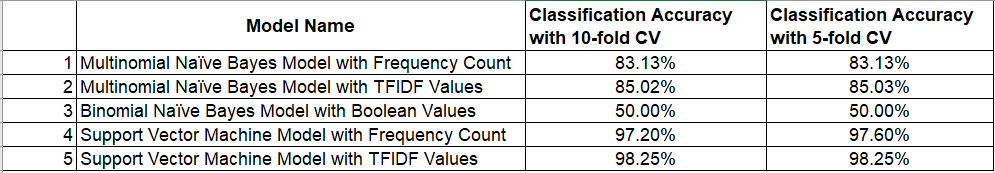 Model Name Classification Accuracy with 10-fold CV Classification Accuracy with 5-fold CV
1 Multinomial Naïve Bayes Model with Frequency Count 83.13% 83.13%
2 Multinomial Naïve Bayes Model with TFIDF Values 85.02% 85.03%
3 Binomial Naïve Bayes Model with Boolean Values 50.00% 50.00%
4 Support Vector Machine Model with Frequency Count 97.20% 97.60%
5 Support Vector Machine Model with TFIDF Values 98.25% 98.25%